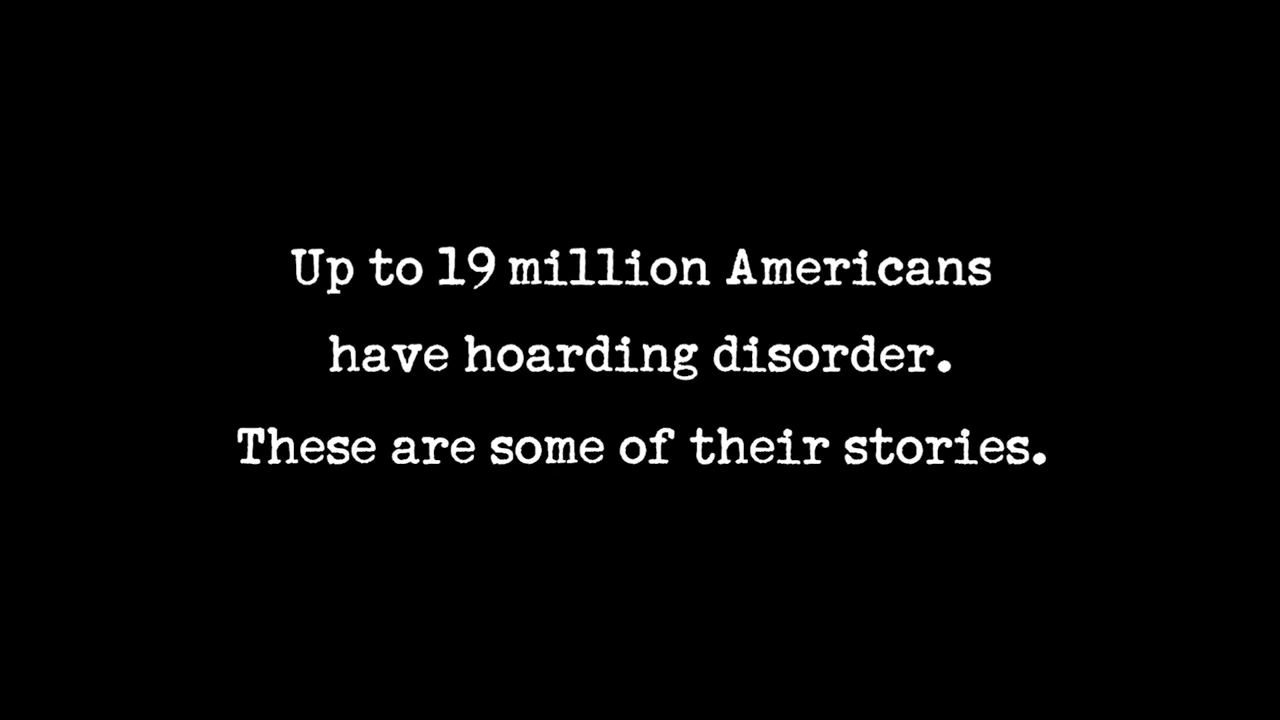 Up to 19 million Americans
have hoarding disorder.
These are some of their stories.